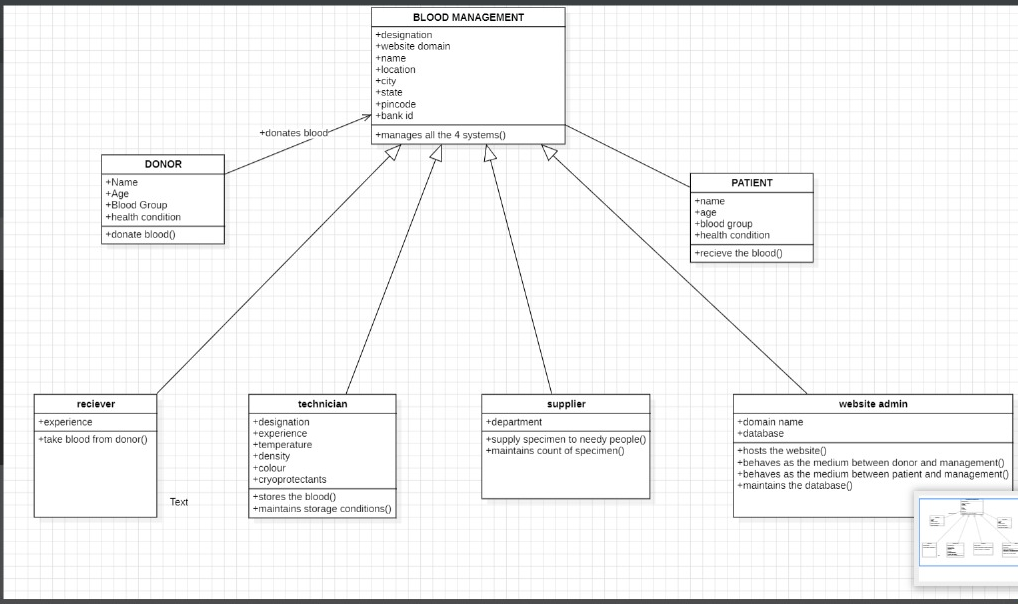 BLOOD MANAGEMENT
+designation
+website domain
+name
+location
+city
+state
+pincode
+bank id
+manages all the 4 systems()
+donates blood
DONOR
+Name
+Age
+Blood Group
+health condition
+donate blood()
PATIENT
+name
+age
+blood group
+health condition
+recieve the blood()
reciever
+experience
+take blood from donor()
Text
technician
+designation
+experience
+temperature
+density
+colour
+cryoprotectants
+stores the blood()
+maintains storage conditions()
supplier
+department
+supply specimen to needy people()
+maintains count of specimen()
website admin
+domain name
+database
+hosts the website()
+behaves as the medium between donor and management()
+behaves as the medium between patient and management()
+maintains the database()